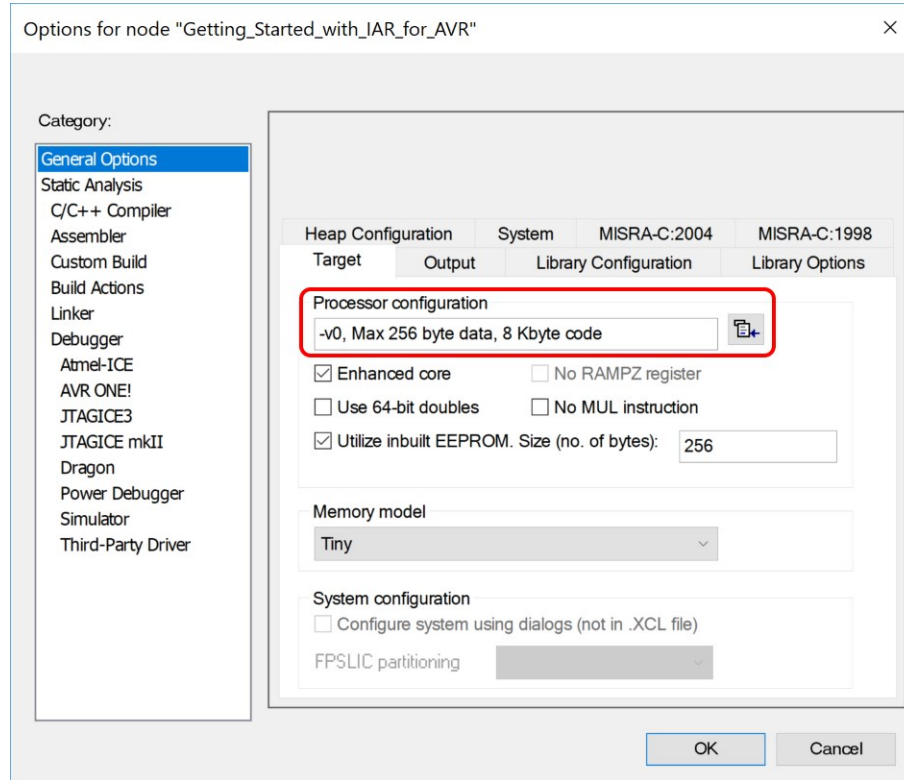 Options for node "Getting_Started_with_IAR_for_AVR"
Category:
General Options
Static Analysis
C/C++ Compiler
Assembler
Custom Build
Build Actions
Linker
Debugger
Atmel-ICE
AVR ONE!
JTAGICE3
JTAGICE mkII
Dragon
Power Debugger
Simulator
Third-Party Driver
Heap Configuration System MISRA-C:2004 MISRA-C:1998
Target Output Library Configuration Library Options
Processor configuration
-v0, Max 256 byte data, 8 Kbyte code
Enhanced core No RAMPZ register
Use 64-bit doubles No MUL instruction
Utilize inbuilt EEPROM. Size (no. of bytes): 256
Memory model
Tiny
System configuration
Configure system using dialogs (not in .XCL file)
FPSLIC partitioning
OK Cancel